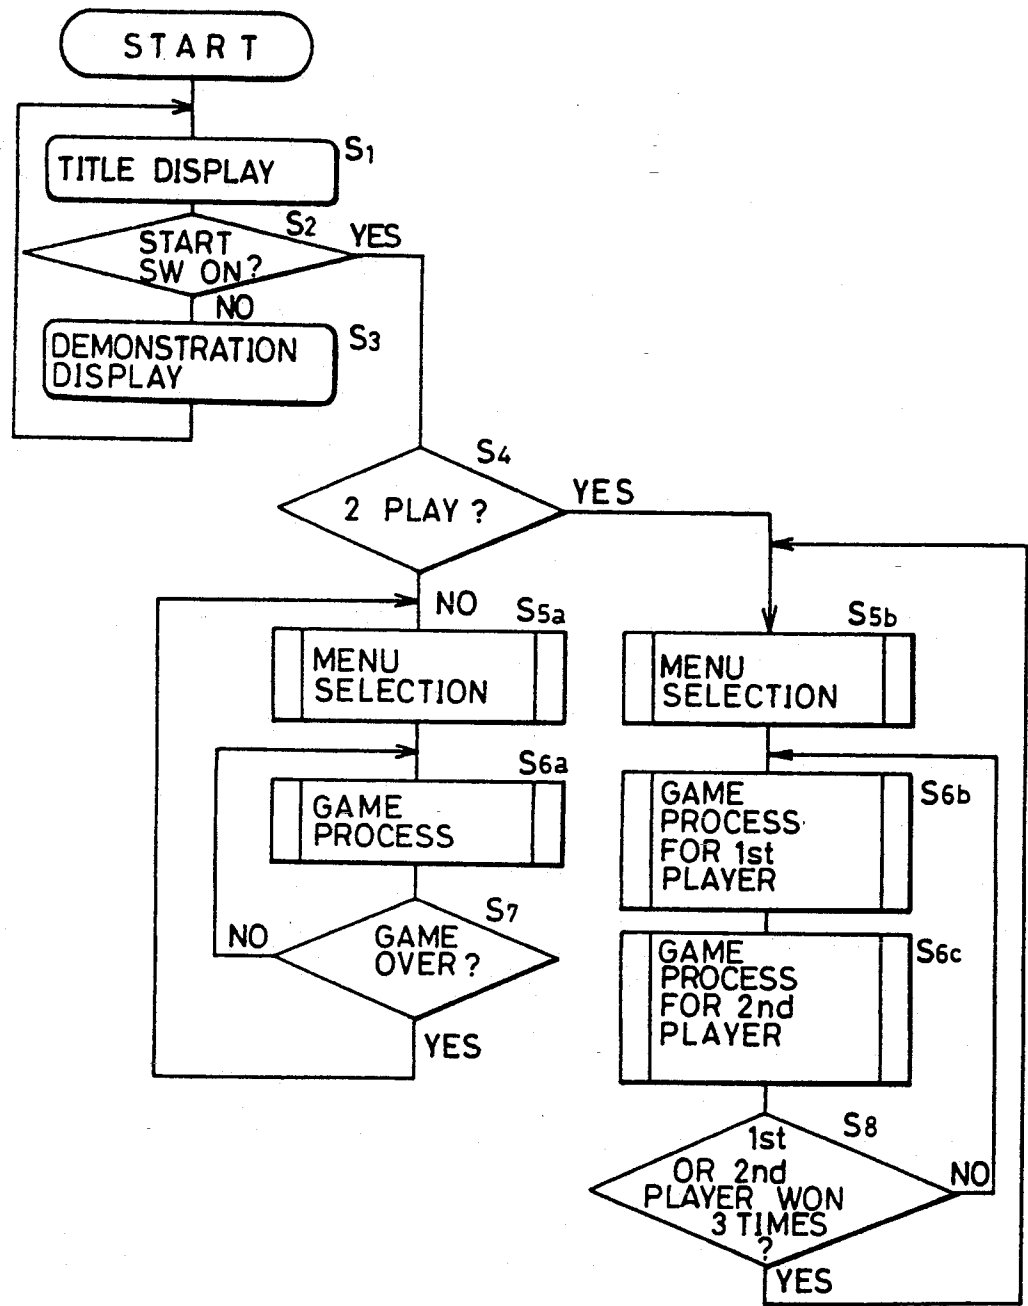 START
TITLE DISPLAY
S1
START
SW ON?
S2
YES
NO
DEMONSTRATION
DISPLAY
S3
2 PLAY?
S4
YES
NO
S5a
MENU
SELECTION
S5b
MENU
SELECTION
S6a
GAME
PROCESS
S7
GAME
OVER?
NO
YES
S6b
GAME
PROCESS
FOR 1st
PLAYER
S6c
GAME
PROCESS
FOR 2nd
PLAYER
S8
1st
OR 2nd
PLAYER WON
3 TIMES
?
NO
YES